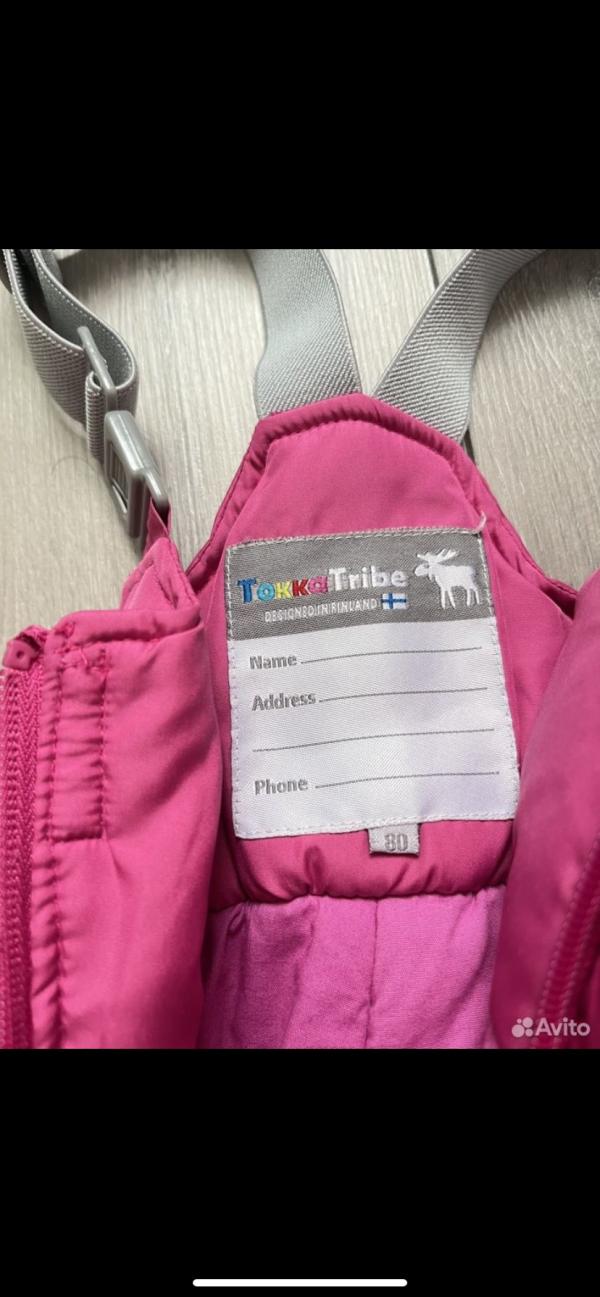 TokkaTribe
DESIGNED IN FINLAND
Name
Address
Phone
80
Avito